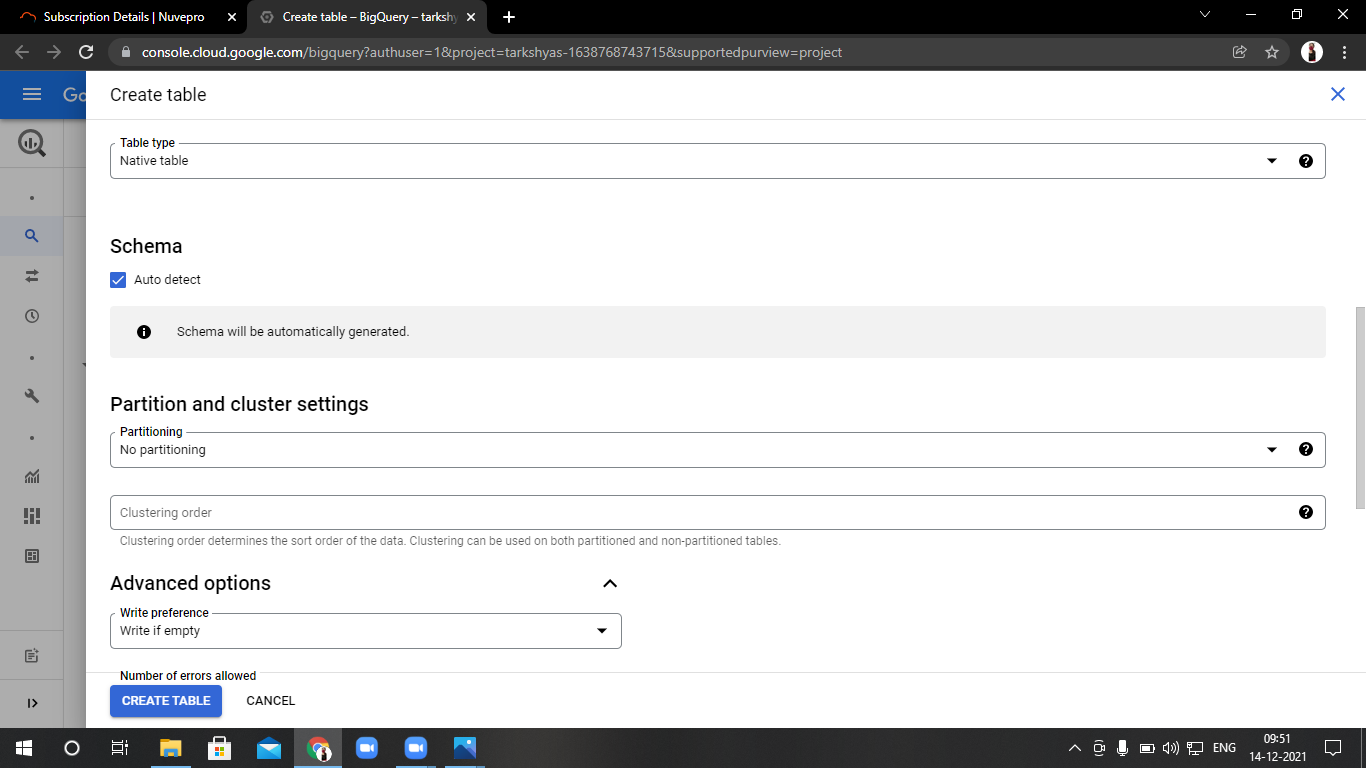 Subscription Details | Nuvepro
Create table – BigQuery – tarkshy
console.cloud.google.com/bigquery?authuser=1&project=tarkshyas-1638768743715&supportedpurview=project
Go
Create table
Table type
Native table
Schema
Auto detect
Schema will be automatically generated.
Partition and cluster settings
Partitioning
No partitioning
Clustering order
Clustering order determines the sort order of the data. Clustering can be used on both partitioned and non-partitioned tables.
Advanced options
Write preference
Write if empty
Number of errors allowed
CREATE TABLE CANCEL
ENG
09:51
14-12-2021